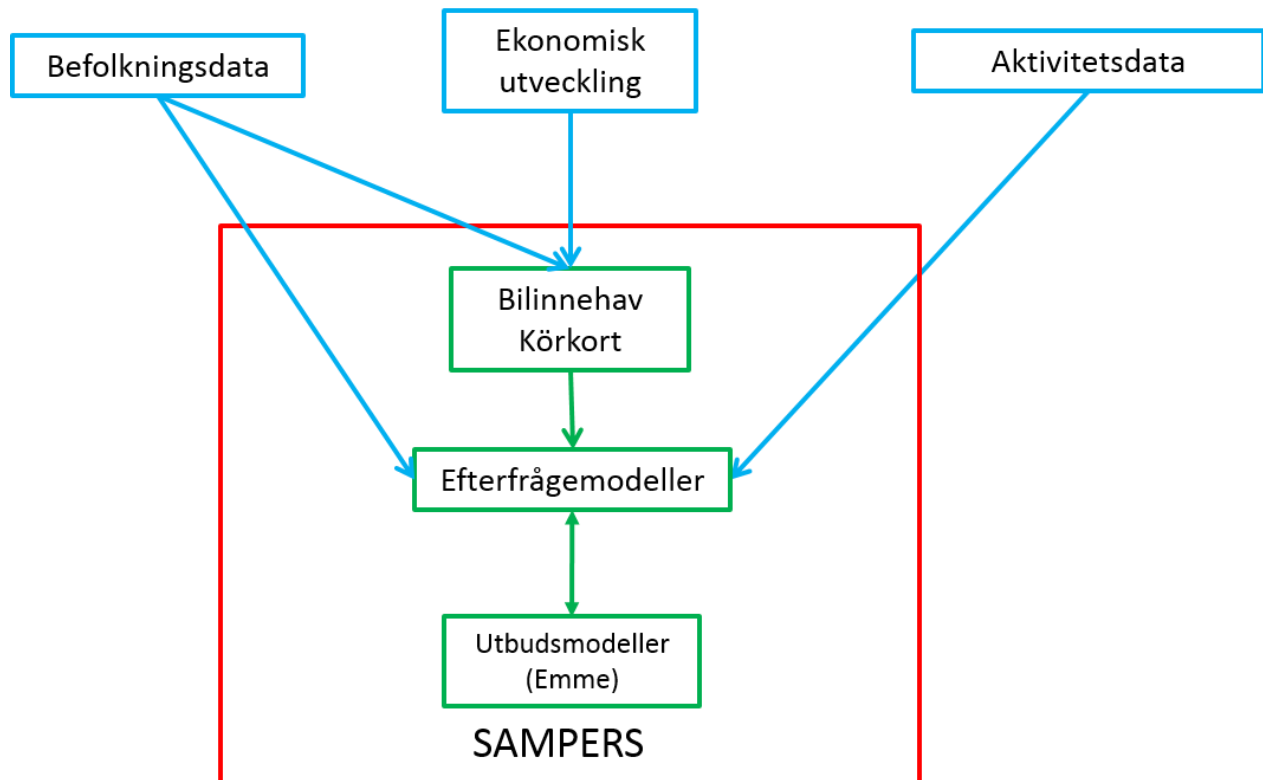 Befolkningsdata
Ekonomisk
utveckling
Aktivitetsdata
Bilinnehav
Körkort
Efterfrågemodeller
Utbudsmodeller
(Emme)
SAMPERS